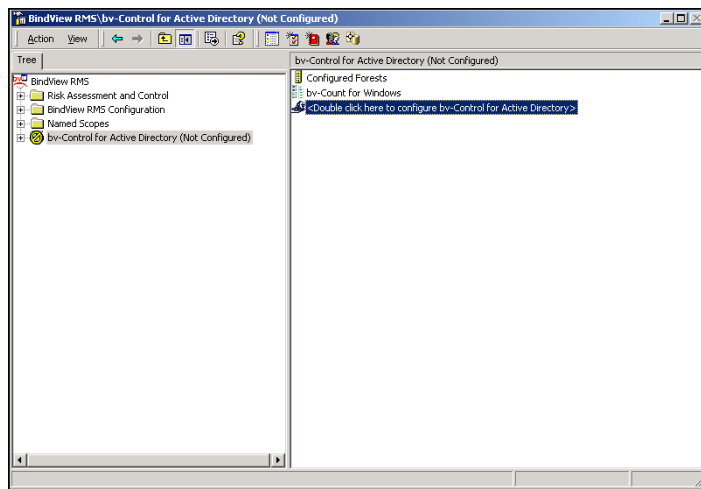 BindView RMS\bv-Control for Active Directory (Not Configured)
Action View
Tree
bv-Control for Active Directory (Not Configured)
BindView RMS
Risk Assessment and Control
BindView RMS Configuration
Named Scopes
bv-Control for Active Directory (Not Configured)
Configured Forests
bv-Count for Windows
<Double click here to configure bv-Control for Active Directory>